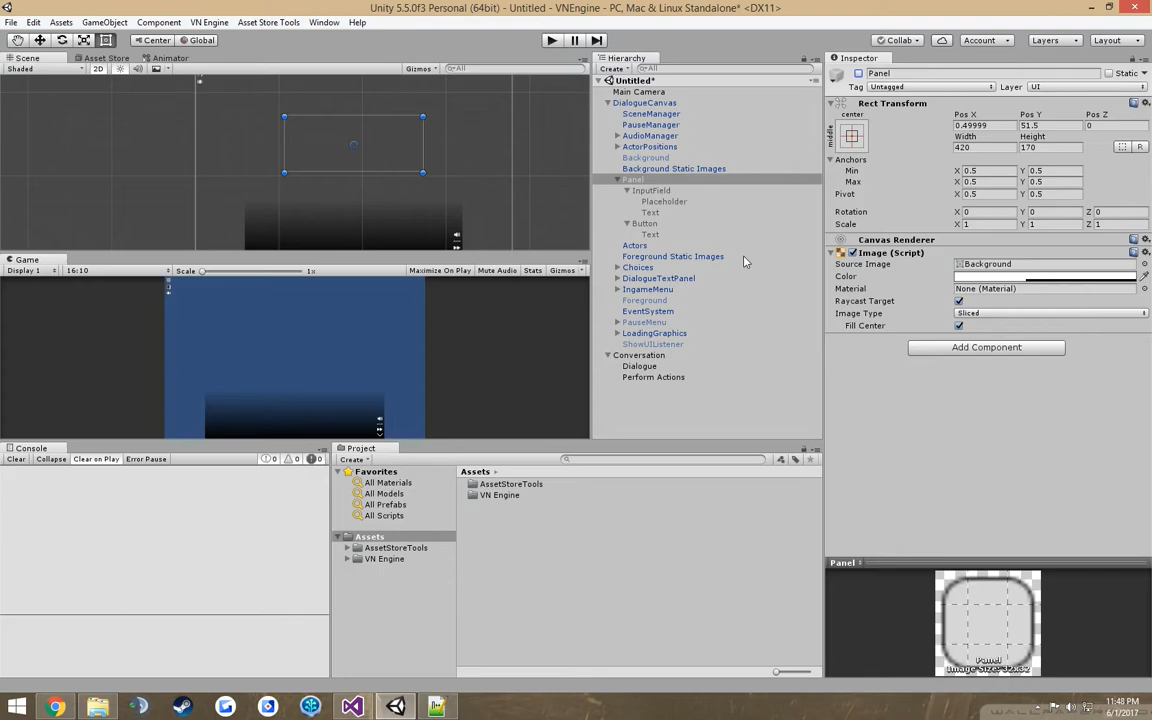 Unity 5.5.0f3 Personal (64bit) - Untitled - VNEngine - PC, Mac & Linux Standalone* <DX11>
File Edit Assets GameObject Component VN Engine Asset Store Tools Window Help
Center Global Collab Account Layers Layout
Scene Asset Store Animator
Shaded 2D Gizmos All
Game
Display 1 16:10 Scale 1x Maximize On Play Mute Audio Stats Gizmos
Hierarchy
Create All
Untitled*
Main Camera
DialogueCanvas
SceneManager
PauseManager
AudioManager
ActorPositions
Background
Background Static Images
Panel
InputField
Placeholder
Text
Button
Text
Actors
Foreground Static Images
Choices
DialogueTextPanel
IngameMenu
Foreground
EventSystem
PauseMenu
LoadingGraphics
ShowUIListener
Conversation
Dialogue
Perform Actions
Inspector
Panel Static
Tag Untagged Layer UI
Rect Transform
center
middle
Pos X Pos Y Pos Z
0.49999 51.5 0
Width Height
420 170 R
Anchors
Min X 0.5 Y 0.5
Max X 0.5 Y 0.5
Pivot X 0.5 Y 0.5
Rotation X 0 Y 0 Z 0
Scale X 1 Y 1 Z 1
Canvas Renderer
Image (Script)
Source Image Background
Color
Material None (Material)
Raycast Target
Image Type Sliced
Fill Center
Add Component
Panel
Panel
Image Size: 32x32
Console
Clear Collapse Clear on Play Error Pause 0 0 0
Project
Create
Favorites
All Materials
All Models
All Prefabs
All Scripts
Assets
AssetStoreTools
VN Engine
Assets
AssetStoreTools
VN Engine
11:48 PM
6/1/2017